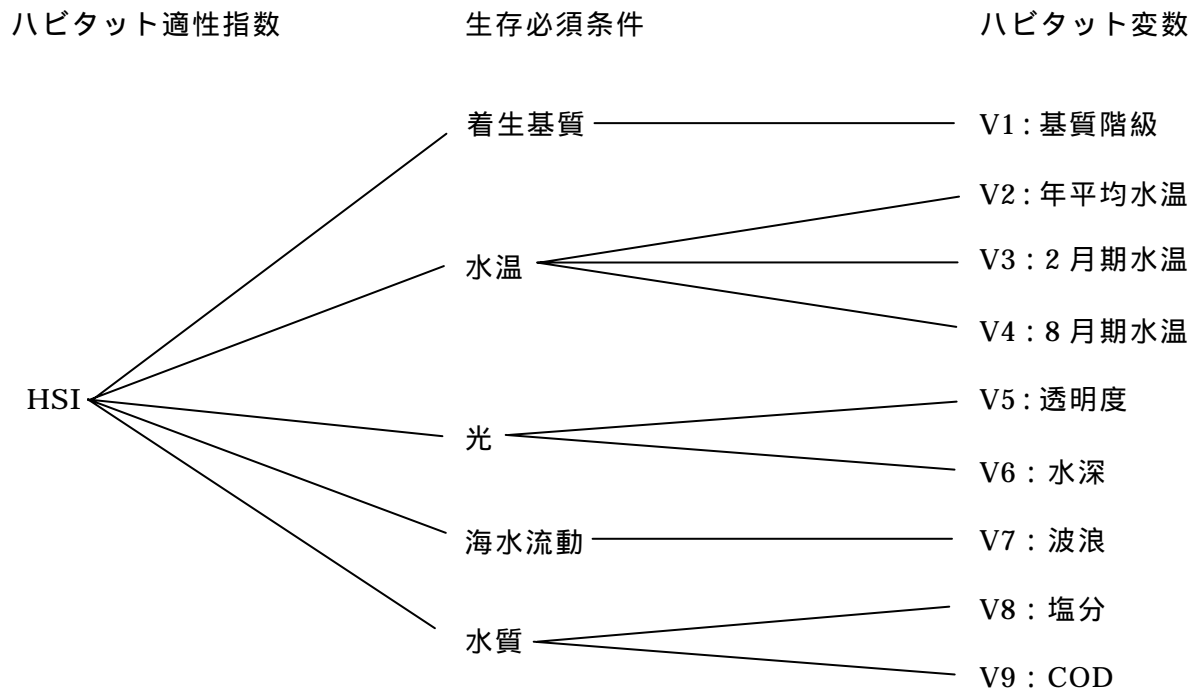 ハビタット適性指数 生存必須条件 ハビタット変数
着生基質 V1：基質階級
V2：年平均水温
水温 V3：2 月期水温
V4：8 月期水温
HSI V5：透明度
光
V6：水深
海水流動 V7：波浪
V8：塩分
水質
V9：COD